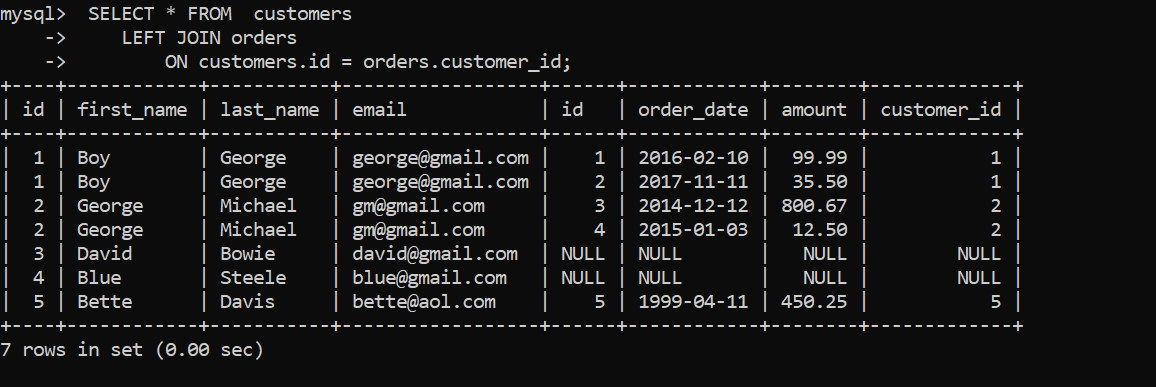 mysql>  SELECT * FROM  customers
    ->     LEFT JOIN orders
    ->         ON customers.id = orders.customer_id;
+----+------------+-----------+------------------+------+------------+--------+-------------+
| id | first_name | last_name | email            | id   | order_date | amount | customer_id |
+----+------------+-----------+------------------+------+------------+--------+-------------+
|  1 | Boy        | George    | george@gmail.com |    1 | 2016-02-10 |  99.99 |           1 |
|  1 | Boy        | George    | george@gmail.com |    2 | 2017-11-11 |  35.50 |           1 |
|  2 | George     | Michael   | gm@gmail.com     |    3 | 2014-12-12 | 800.67 |           2 |
|  2 | George     | Michael   | gm@gmail.com     |    4 | 2015-01-03 |  12.50 |           2 |
|  3 | David      | Bowie     | david@gmail.com  | NULL | NULL       |   NULL |        NULL |
|  4 | Blue       | Steele    | blue@gmail.com   | NULL | NULL       |   NULL |        NULL |
|  5 | Bette      | Davis     | bette@aol.com    |    5 | 1999-04-11 | 450.25 |           5 |
+----+------------+-----------+------------------+------+------------+--------+-------------+
7 rows in set (0.00 sec)